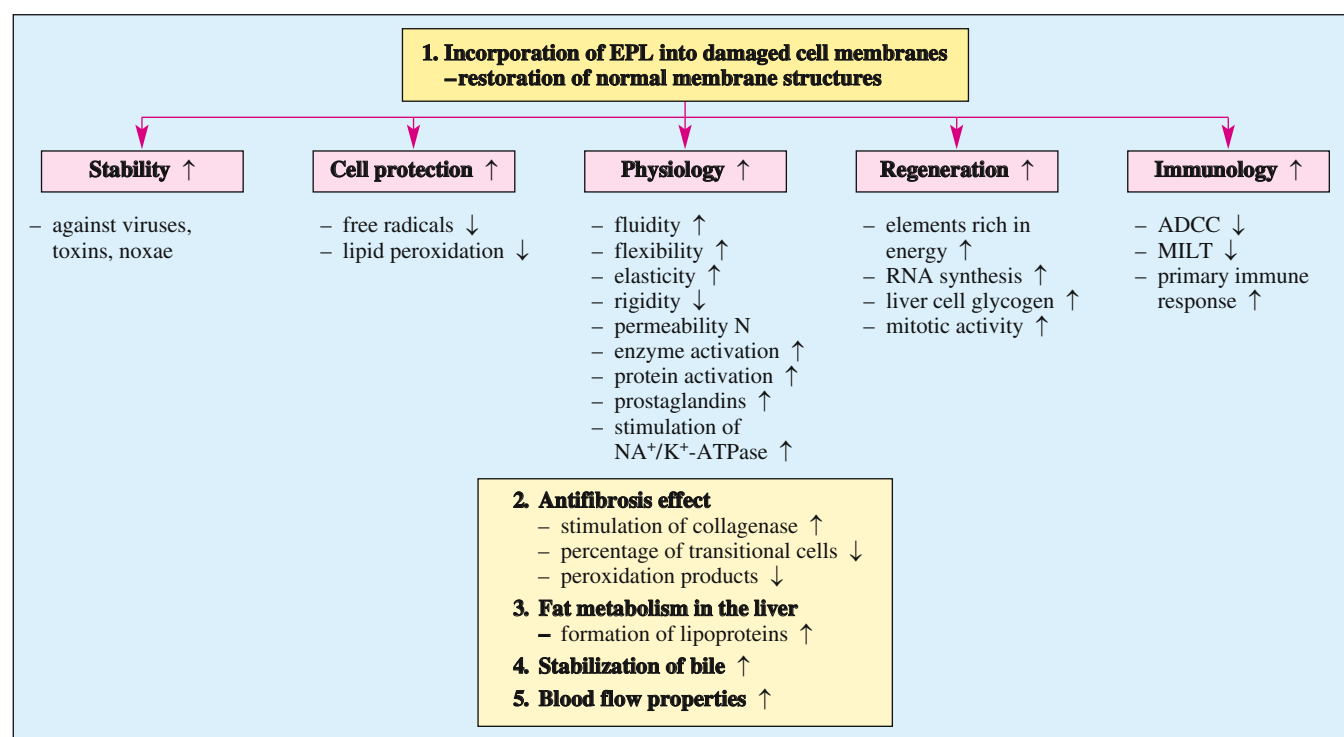 1. Incorporation of EPL into damaged cell membranes
–restoration of normal membrane structures
Stability ↑
– against viruses,
toxins, noxae
Cell protection ↑
– free radicals ↓
– lipid peroxidation ↓
Physiology ↑
– fluidity ↑
– flexibility ↑
– elasticity ↑
– rigidity ↓
– permeability N
– enzyme activation ↑
– protein activation ↑
– prostaglandins ↑
– stimulation of
NA⁺/K⁺-ATPase ↑
Regeneration ↑
– elements rich in
energy ↑
– RNA synthesis ↑
– liver cell glycogen ↑
– mitotic activity ↑
Immunology ↑
– ADCC ↓
– MILT ↓
– primary immune
response ↑
2. Antifibrosis effect
– stimulation of collagenase ↑
– percentage of transitional cells ↓
– peroxidation products ↓
3. Fat metabolism in the liver
– formation of lipoproteins ↑
4. Stabilization of bile ↑
5. Blood flow properties ↑